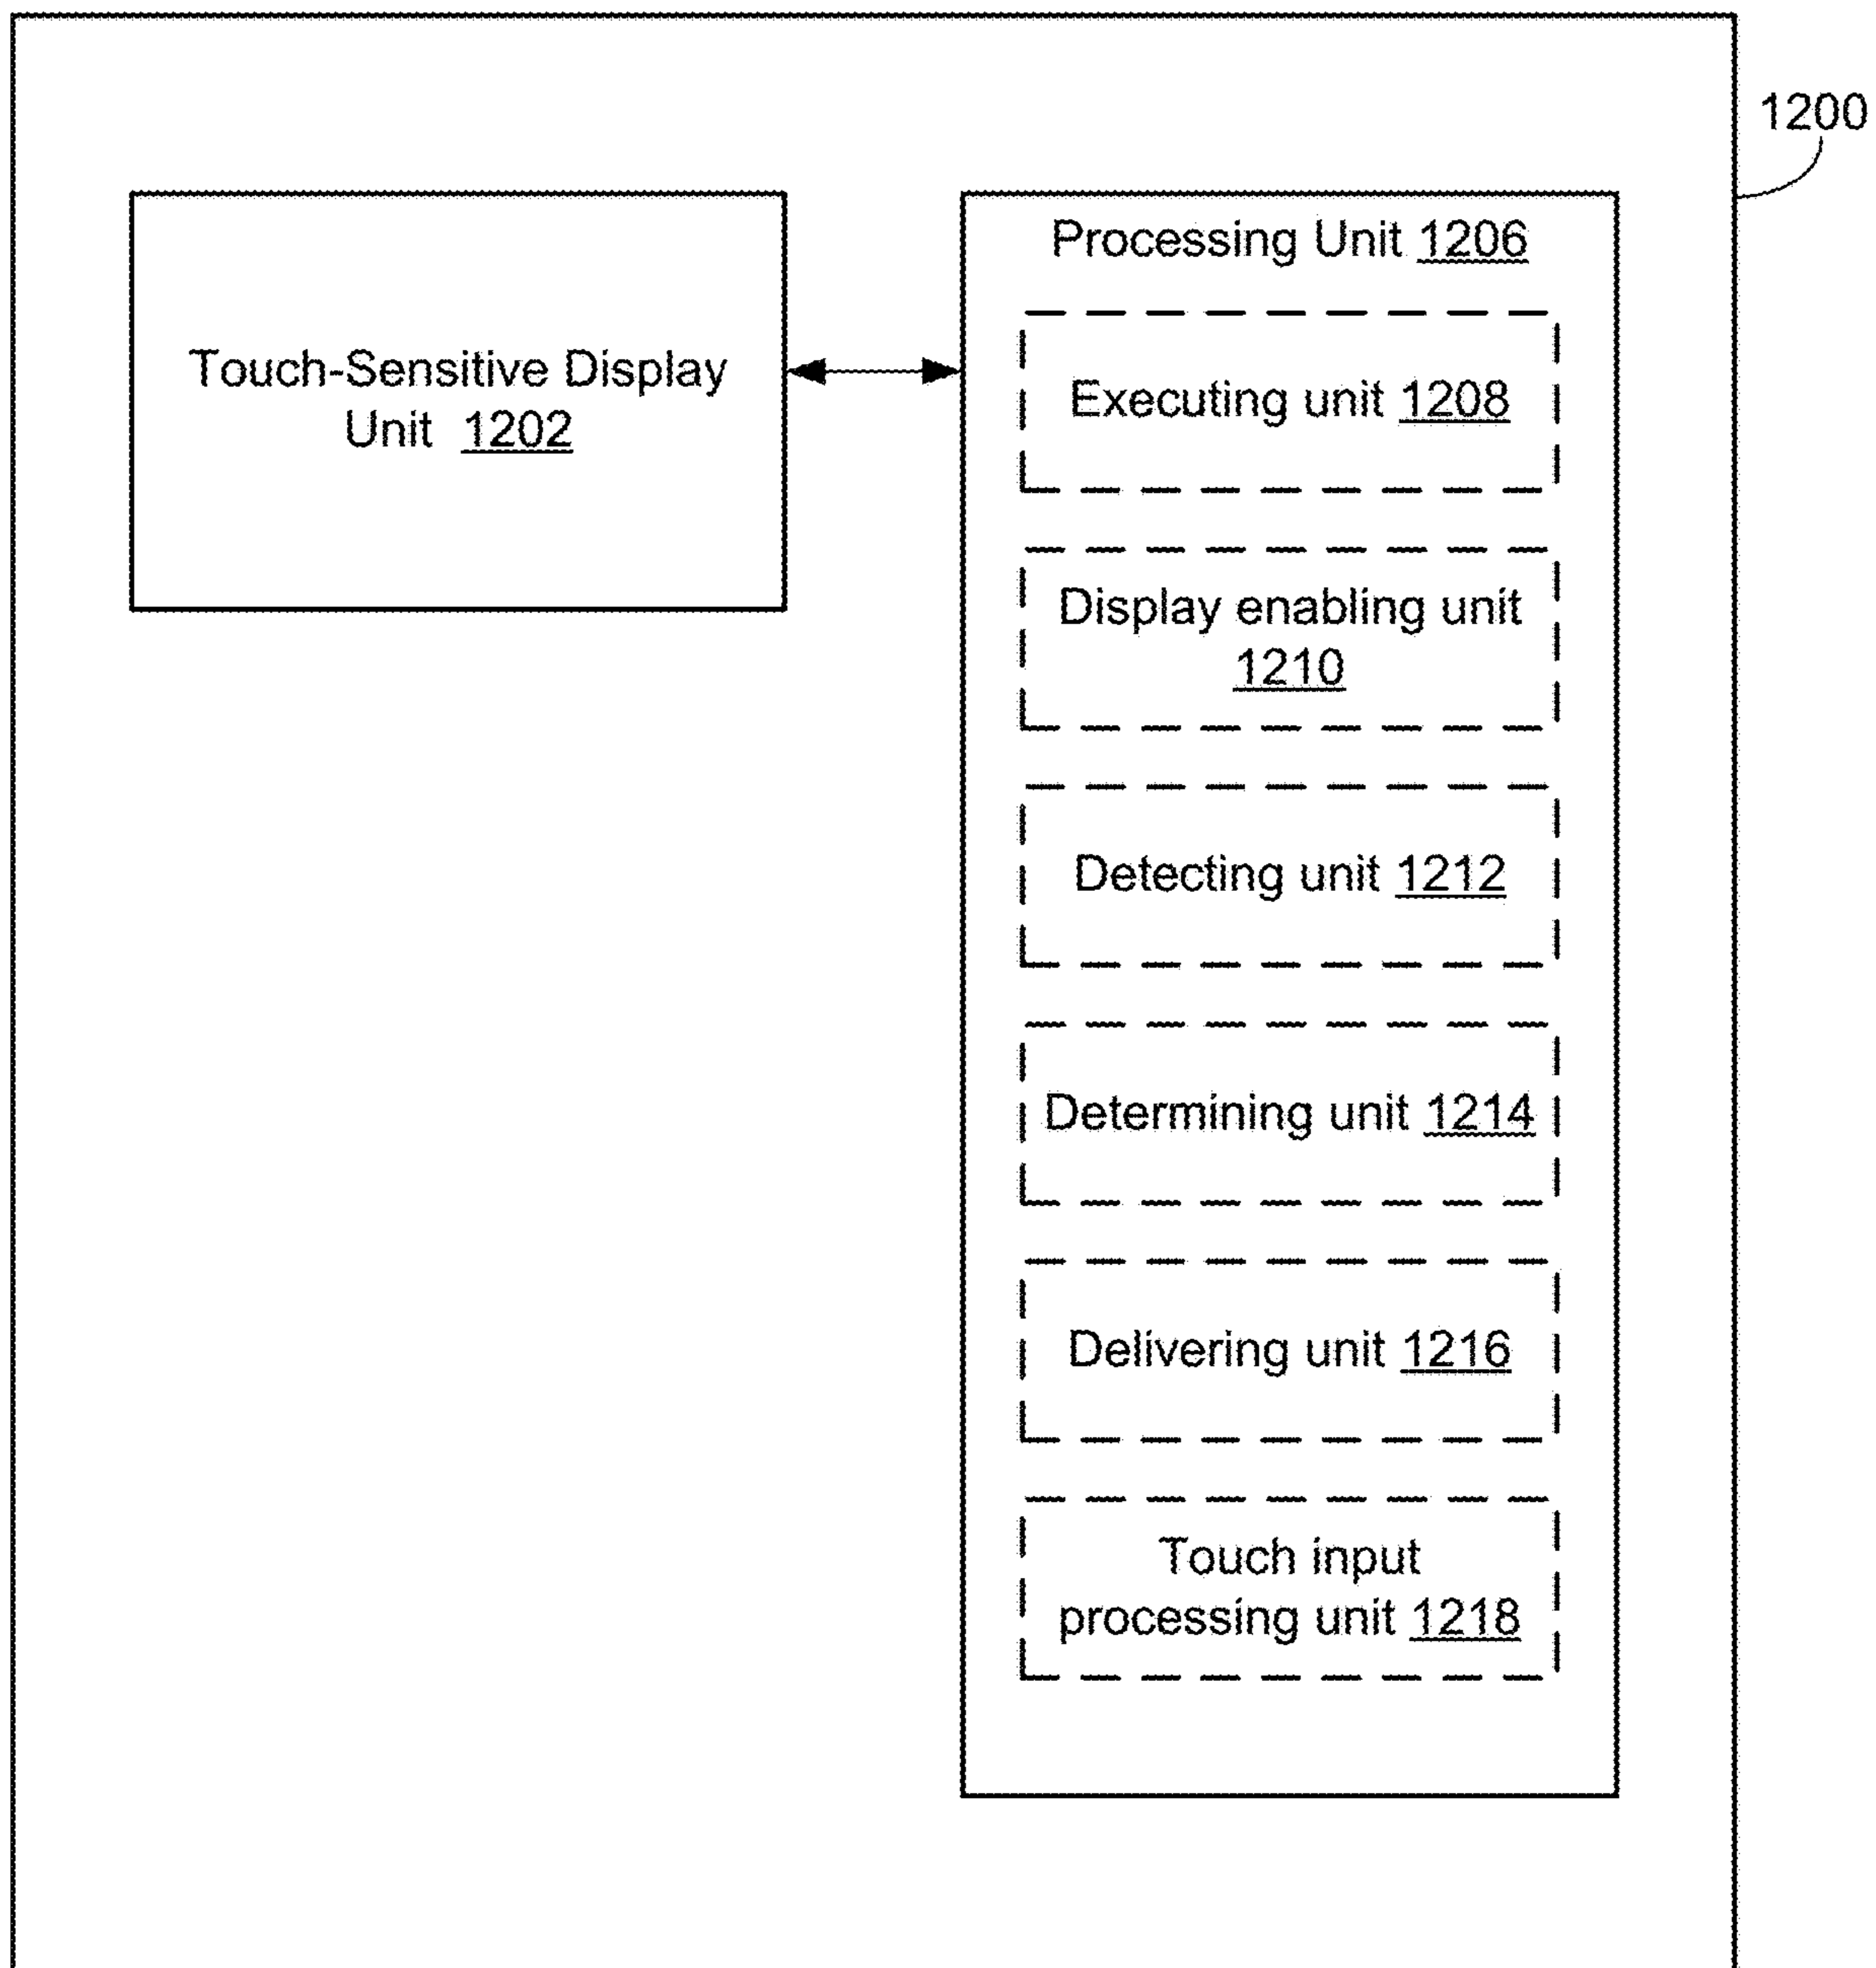 1200
Touch-Sensitive Display
Unit 1202
Processing Unit 1206
Executing unit 1208
Display enabling unit
1210
Detecting unit 1212
Determining unit 1214
Delivering unit 1216
Touch input
processing unit 1218